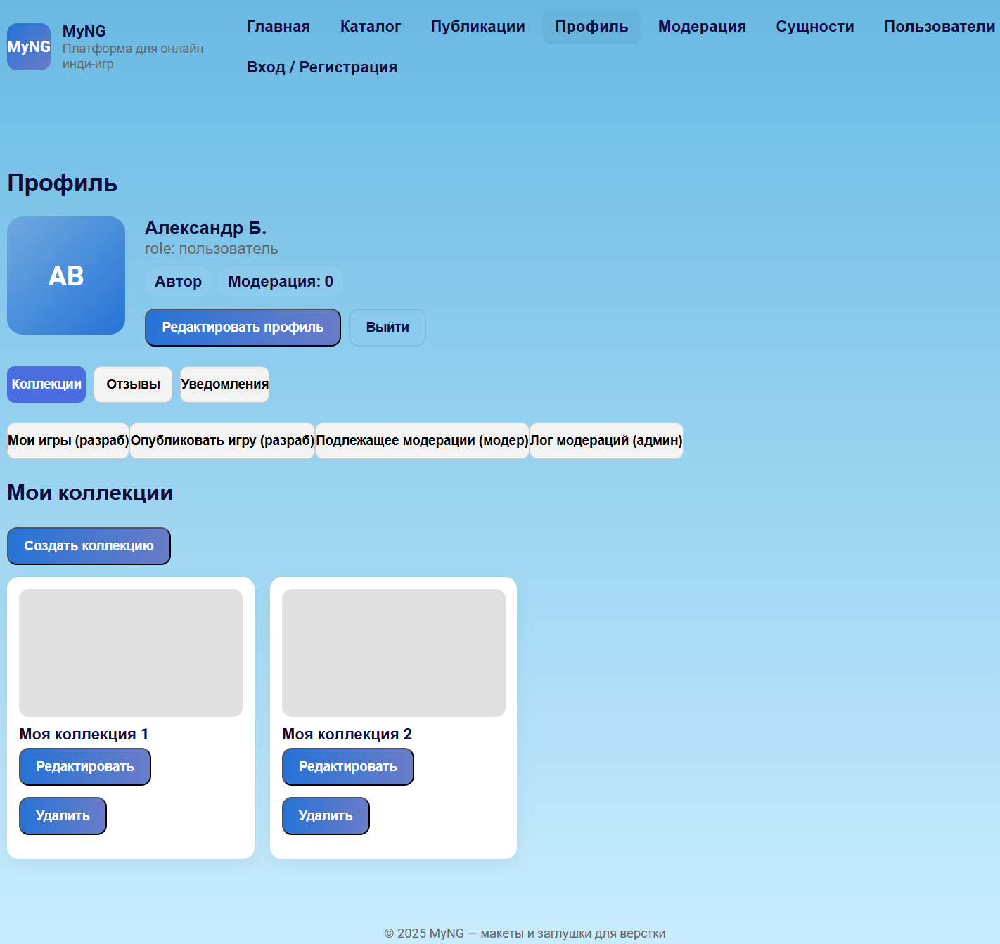 MyNG
MyNG
Платформа для онлайн
инди-игр
Главная
Каталог
Публикации
Профиль
Модерация
Сущности
Пользователи
Вход / Регистрация
Профиль
AB
Александр Б.
role: пользователь
Автор
Модерация: 0
Редактировать профиль
Выйти
Коллекции
Отзывы
Уведомления
Мои игры (разраб)
Опубликовать игру (разраб)
Подлежащее модерации (модер)
Лог модераций (админ)
Мои коллекции
Создать коллекцию
Моя коллекция 1
Редактировать
Удалить
Моя коллекция 2
Редактировать
Удалить
© 2025 MyNG — макеты и заглушки для верстки